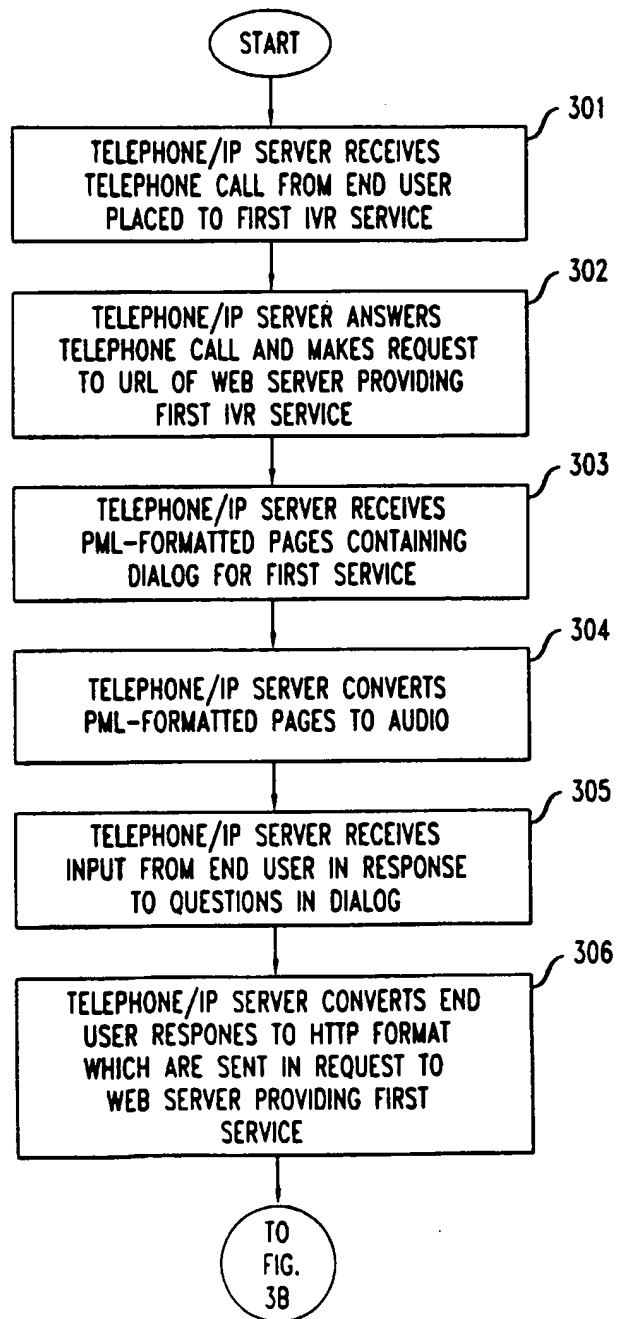 START
301
TELEPHONE/IP SERVER RECEIVES
TELEPHONE CALL FROM END USER
PLACED TO FIRST IVR SERVICE
302
TELEPHONE/IP SERVER ANSWERS
TELEPHONE CALL AND MAKES REQUEST
TO URL OF WEB SERVER PROVIDING
FIRST IVR SERVICE
303
TELEPHONE/IP SERVER RECEIVES
PML-FORMATTED PAGES CONTAINING
DIALOG FOR FIRST SERVICE
304
TELEPHONE/IP SERVER CONVERTS
PML-FORMATTED PAGES TO AUDIO
305
TELEPHONE/IP SERVER RECEIVES
INPUT FROM END USER IN RESPONSE
TO QUESTIONS IN DIALOG
306
TELEPHONE/IP SERVER CONVERTS END
USER RESPONES TO HTTP FORMAT
WHICH ARE SENT IN REQUEST TO
WEB SERVER PROVIDING FIRST
SERVICE
TO
FIG.
3B